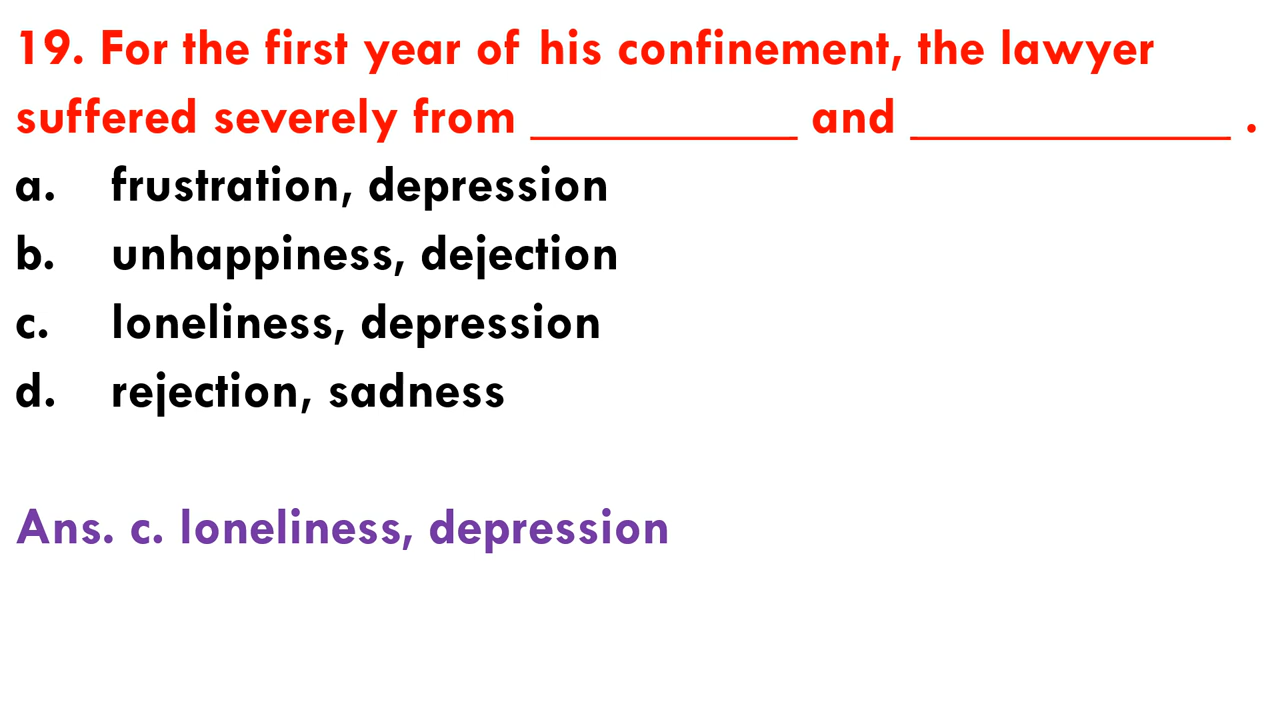 19. For the first year of his confinement, the lawyer
suffered severely from ___________ and _____________ .
a. frustration, depression
b. unhappiness, dejection
c. loneliness, depression
d. rejection, sadness
Ans. c. loneliness, depression